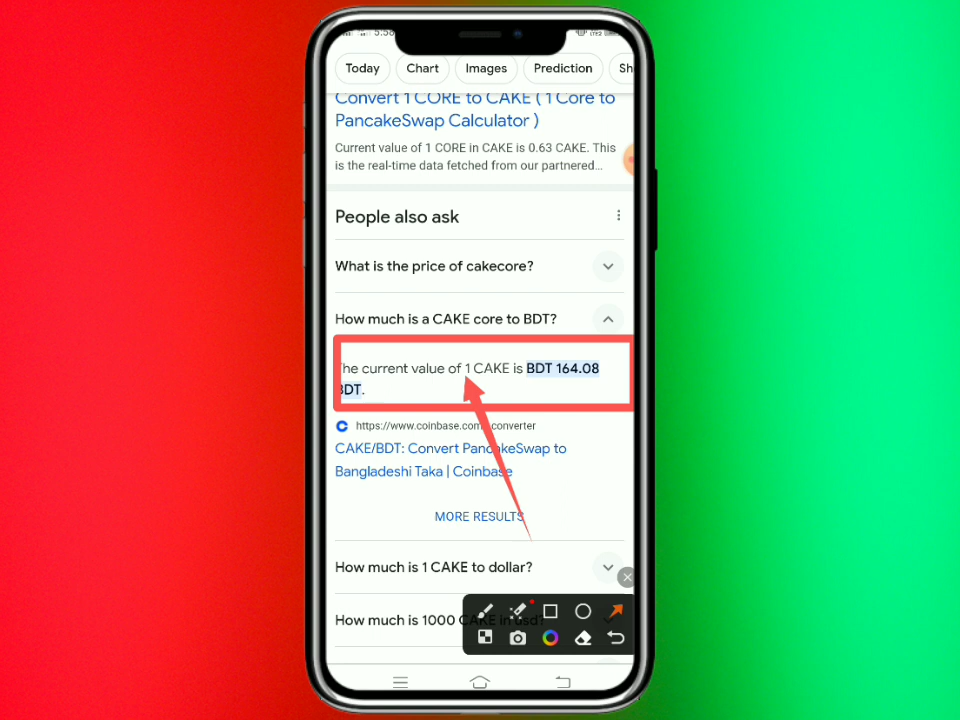 5:58
Today
Chart
Images
Prediction
Sh
Convert 1 CORE to CAKE ( 1 Core to
PancakeSwap Calculator )
Current value of 1 CORE in CAKE is 0.63 CAKE. This
is the real-time data fetched from our partnered...
People also ask
What is the price of cakecore?
How much is a CAKE core to BDT?
The current value of 1 CAKE is BDT 164.08
BDT.
https://www.coinbase.com converter
CAKE/BDT: Convert PancakeSwap to
Bangladeshi Taka | Coinbase
MORE RESULTS
How much is 1 CAKE to dollar?
How much is 1000 CAKE in usd?